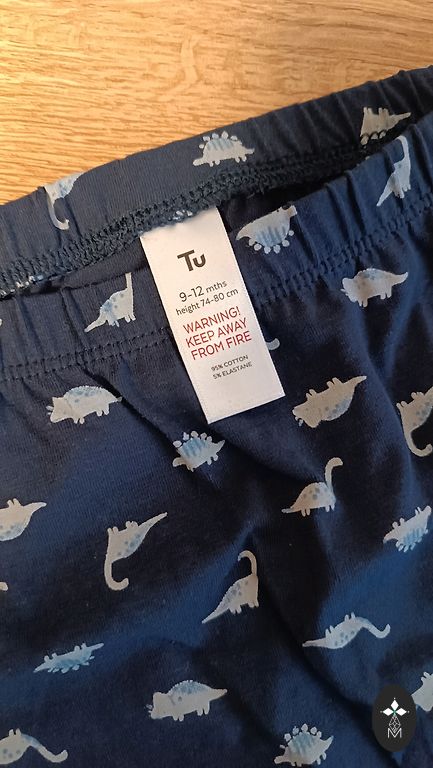 Tu
9-12 mths
height 74-80 cm
WARNING!
KEEP AWAY
FROM FIRE
95% COTTON
5% ELASTANE
M